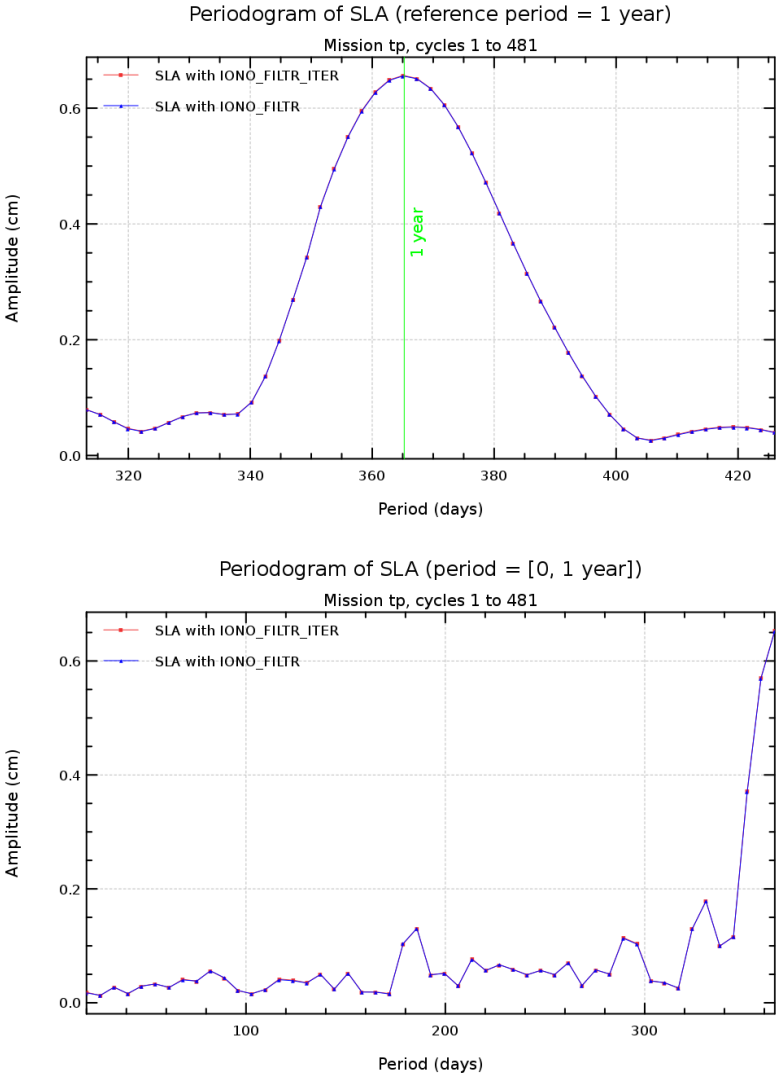 Periodogram of SLA (reference period = 1 year)
Mission tp, cycles 1 to 481
SLA with IONO_FILTR_ITER
SLA with IONO_FILTR
1 year
Amplitude (cm)
0.6
0.4
0.2
0.0
320 340 360 380 400 420
Period (days)
Periodogram of SLA (period = [0, 1 year])
Mission tp, cycles 1 to 481
SLA with IONO_FILTR_ITER
SLA with IONO_FILTR
Amplitude (cm)
0.6
0.4
0.2
0.0
100 200 300
Period (days)